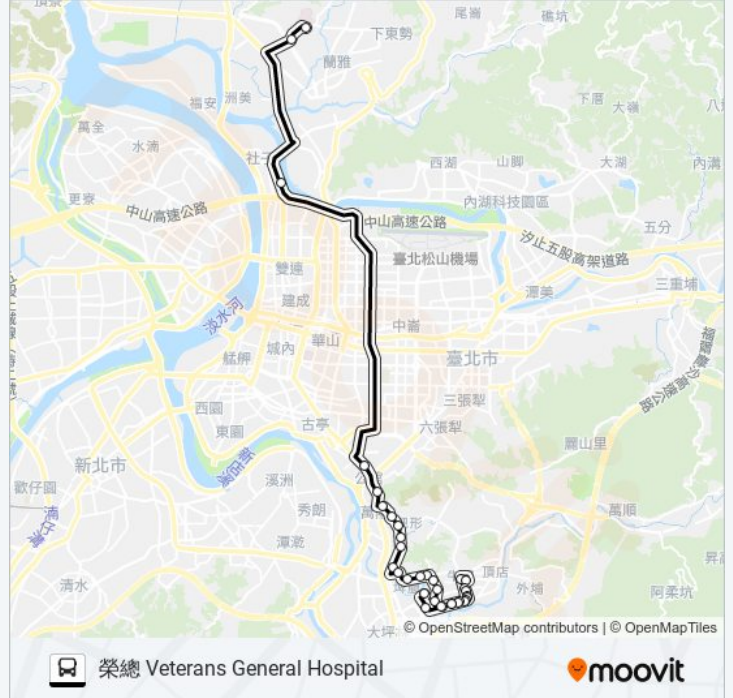 尾崙
礁坑
下東勢
蘭雅
福安
洲美
下厝
大嶺
八
萬全
水湳
社子
西湖
山腳
大湖
內溝
更寮
中山高速公路
內湖科技園區
中山高速公路
五分
汐止五股高架道路
臺北松山機場
雙連
三重埔
潭美
建成
淡水河
中崙
華山
城內
艋舺
臺北市
三張犁
西園
古亭
六張犁
東園
新北市
新店溪
溪洲
歡仔園
秀朗
萬順
潭墘
頂店
清水
外埔
阿柔坑
大坪
© OpenStreetMap contributors | © OpenMapTiles
榮總 Veterans General Hospital
moovit